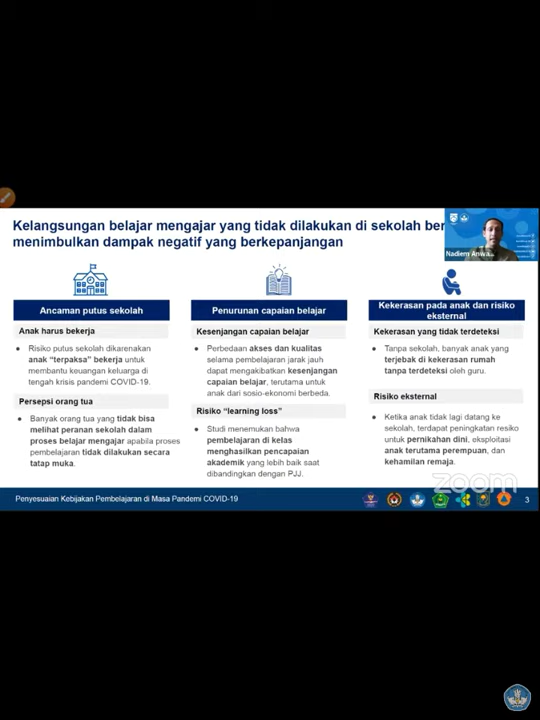 Kelangsungan belajar mengajar yang tidak dilakukan di sekolah
menimbulkan dampak negatif yang berkepanjangan
Nadiem Anwa...
Ancaman putus sekolah
Anak harus bekerja
● Risiko putus sekolah dikarenakan
anak "terpaksa" bekerja untuk
membantu keuangan keluarga di
tengah krisis pandemi COVID-19.
Persepsi orang tua
● Banyak orang tua yang tidak bisa
melihat peranan sekolah dalam
proses belajar mengajar apabila proses
pembelajaran tidak dilakukan secara
tatap muka.
Penurunan capaian belajar
Kesenjangan capaian belajar
● Perbedaan akses dan kualitas
selama pembelajaran jarak jauh
dapat mengakibatkan kesenjangan
capaian belajar, terutama untuk
anak dari sosio-ekonomi berbeda.
Risiko "learning loss"
● Studi menemukan bahwa
pembelajaran di kelas
menghasilkan pencapaian
akademik yang lebih baik saat
dibandingkan dengan PJJ.
Kekerasan pada anak dan risiko
eksternal
Kekerasan yang tidak terdeteksi
● Tanpa sekolah, banyak anak yang
terjebak di kekerasan rumah
tanpa terdeteksi oleh guru.
Risiko eksternal
● Ketika anak tidak lagi datang ke
sekolah, terdapat peningkatan resiko
untuk pernikahan dini, eksploitasi
anak terutama perempuan, dan
kehamilan remaja.
zoom
Penyesuaian Kebijakan Pembelajaran di Masa Pandemi COVID-19
3